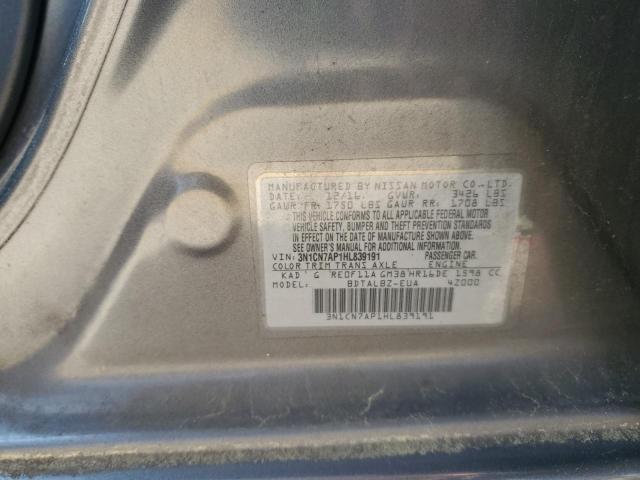 MANUFACTURED BY NISSAN MOTOR CO.,LTD.
DATE: 12/16 GVWR: 3426 LBS
GAWR FR: 1750 LBS GAWR RR: 1708 LBS
THIS VEHICLE CONFORMS TO ALL APPLICABLE FEDERAL MOTOR
VEHICLE SAFETY, BUMPER AND THEFT PREVENTION STANDARDS
IN EFFECT ON THE DATE OF MANUFACTURE SHOWN ABOVE.
SEE OWNER'S MANUAL FOR ADDITIONAL INFORMATION.
VIN: 3N1CN7AP1HL839191 PASSENGER CAR.
COLOR TRIM TRANS AXLE ENGINE
KAD G RE0F11A GM38 HR16DE 1598 CC
BDTALBZ-EUA 4Z000
3N1CN7AP1HL839191